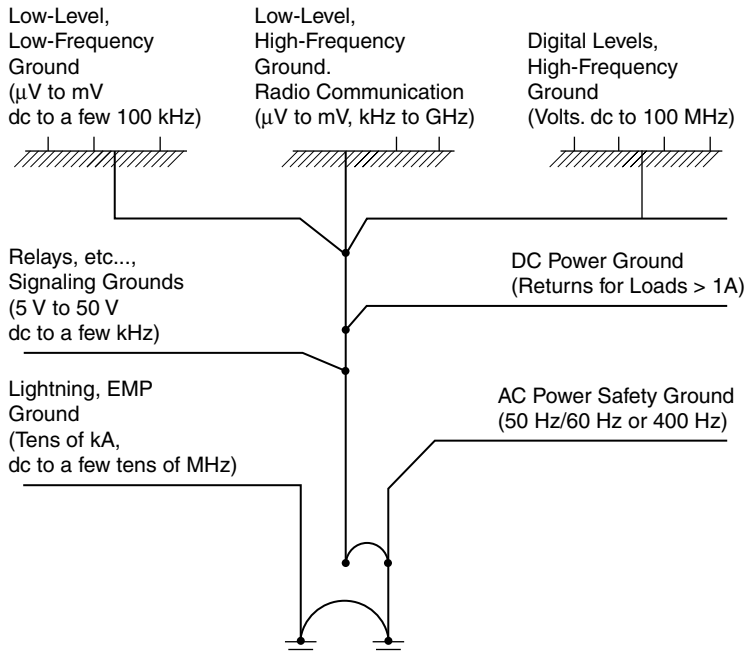 Low-Level,
Low-Frequency
Ground
(μV to mV
dc to a few 100 kHz)
Low-Level,
High-Frequency
Ground.
Radio Communication
(μV to mV, kHz to GHz)
Digital Levels,
High-Frequency
Ground
(Volts. dc to 100 MHz)
Relays, etc...,
Signaling Grounds
(5 V to 50 V
dc to a few kHz)
DC Power Ground
(Returns for Loads > 1A)
Lightning, EMP
Ground
(Tens of kA,
dc to a few tens of MHz)
AC Power Safety Ground
(50 Hz/60 Hz or 400 Hz)